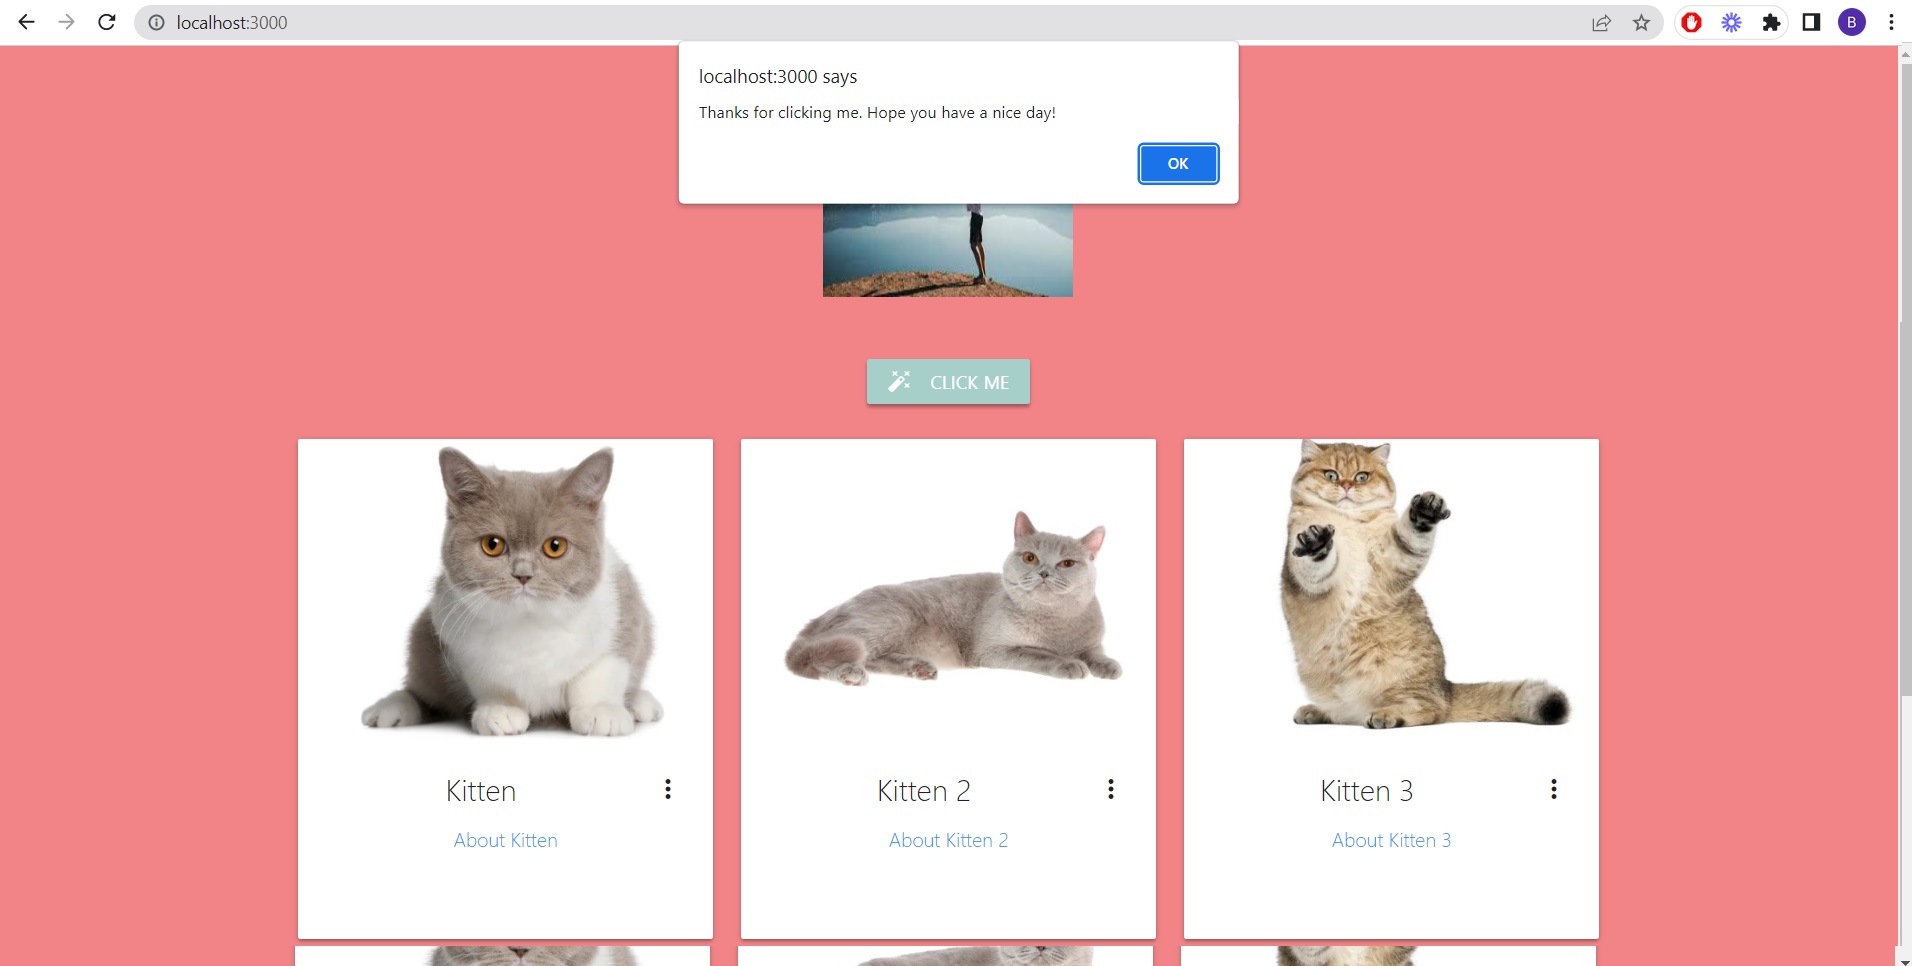 localhost:3000
B
localhost:3000 says
Thanks for clicking me. Hope you have a nice day!
OK
CLICK ME
Kitten
Kitten 2
Kitten 3
About Kitten
About Kitten 2
About Kitten 3